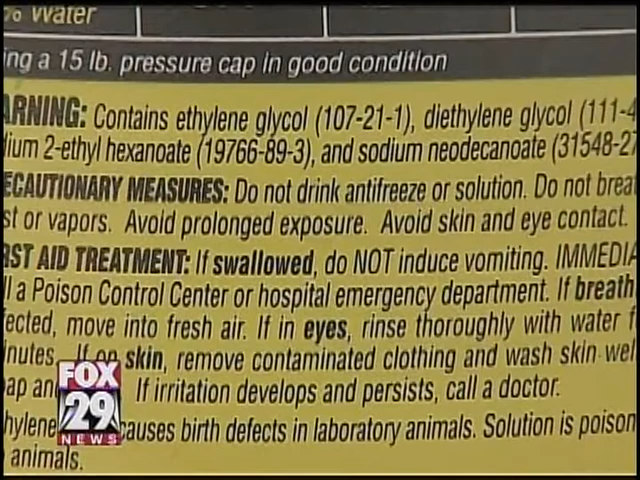 % Water
ing a 15 lb. pressure cap in good condition
ARNING: Contains ethylene glycol (107-21-1), diethylene glycol (111-4
ium 2-ethyl hexanoate (19766-89-3), and sodium neodecanoate (31548-27
ECAUTIONARY MEASURES: Do not drink antifreeze or solution. Do not brea
st or vapors. Avoid prolonged exposure. Avoid skin and eye contact.
RST AID TREATMENT: If swallowed, do NOT induce vomiting. IMMEDIA
ll a Poison Control Center or hospital emergency department. If breath
ected, move into fresh air. If in eyes, rinse thoroughly with water f
inutes. If on skin, remove contaminated clothing and wash skin wel
ap an If irritation develops and persists, call a doctor.
hylene causes birth defects in laboratory animals. Solution is poison
animals.
FOX
29
NEWS